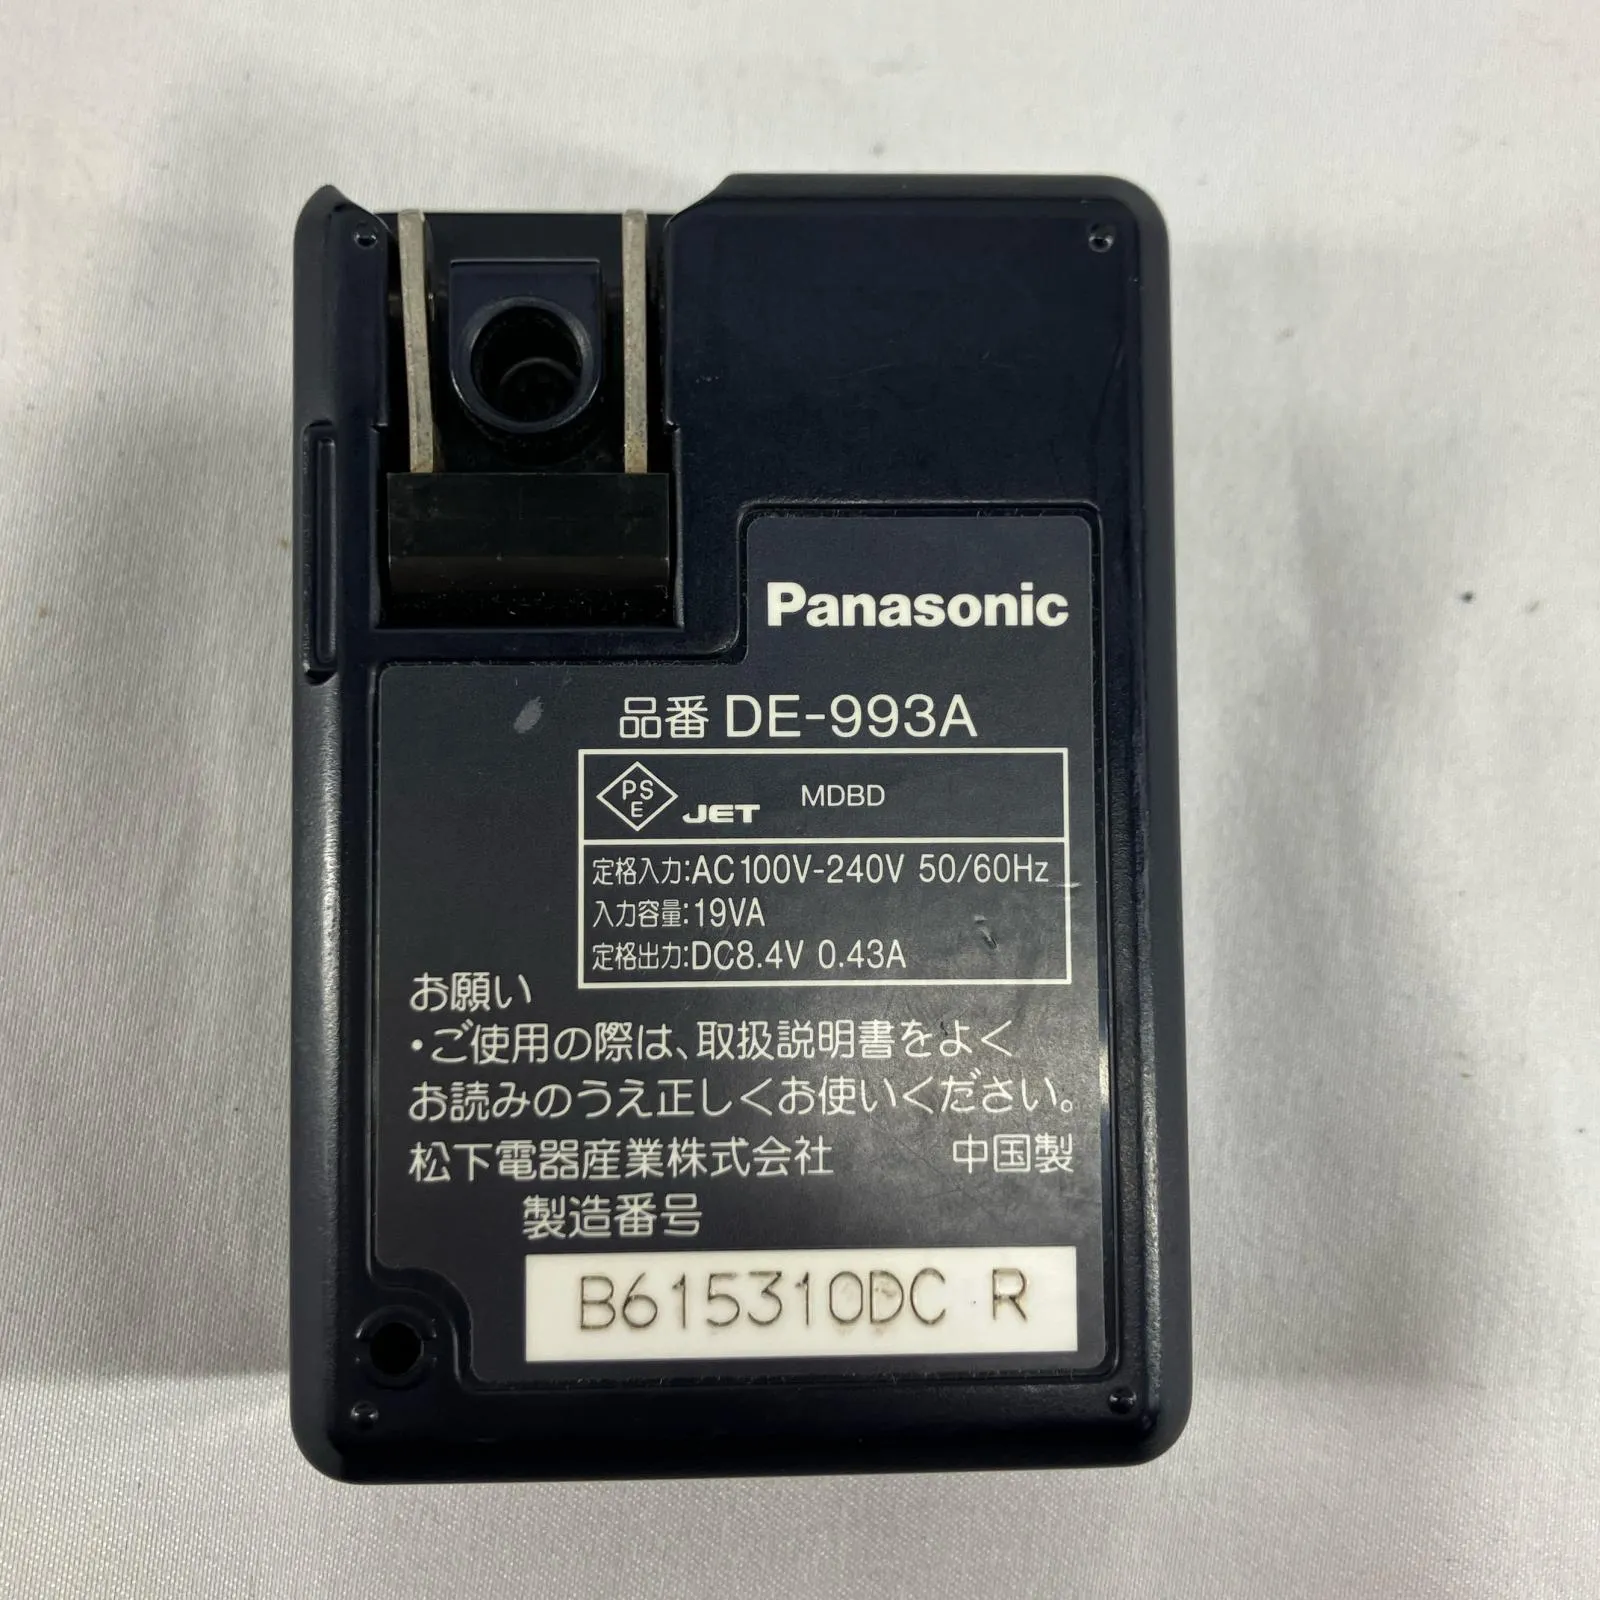 Panasonic
品番 DE-993A
PS
E
JET
MDBD
定格入力:AC100V-240V 50/60Hz
入力容量:19VA
定格出力:DC8.4V 0.43A
お願い
・ご使用の際は、取扱説明書をよく
お読みのうえ正しくお使いください。
松下電器産業株式会社 中国製
製造番号
B615310DC R